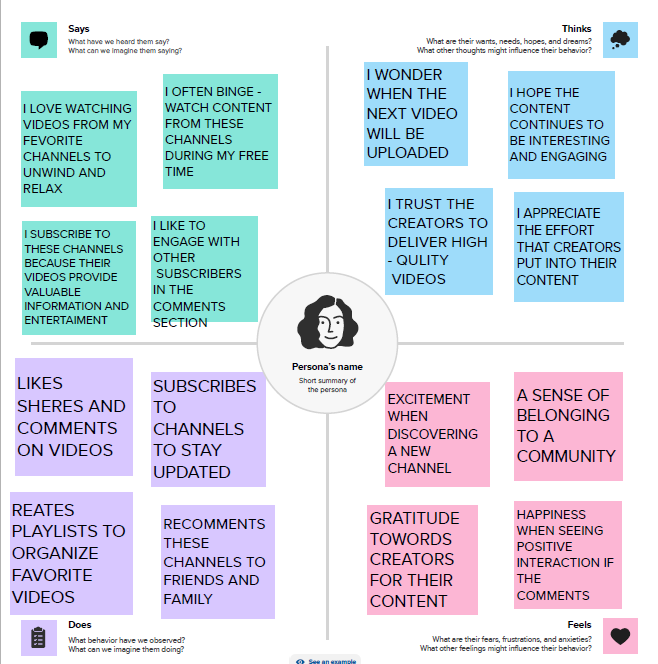 Says
What have we heard them say?
What can we imagine them saying?
I LOVE WATCHING
VIDEOS FROM MY
FEVORITE
CHANNELS TO
UNWIND AND
RELAX
I OFTEN BINGE -
WATCH CONTENT
FROM THESE
CHANNELS
DURING MY FREE
TIME
I SUBSCRIBE TO
THESE CHANNELS
BECAUSE THEIR
VIDEOS PROVIDE
VALUABLE
INFORMATION AND
ENTERTAIMENT
I LIKE TO
ENGAGE WITH
OTHER
SUBSCRIBERS
IN THE
COMMENTS
SECTION
Thinks
What are their wants, needs, hopes, and dreams?
What other thoughts might influence their behavior?
I WONDER
WHEN THE
NEXT VIDEO
WILL BE
UPLOADED
I HOPE THE
CONTENT
CONTINUES TO
BE INTERESTING
AND ENGAGING
I TRUST THE
CREATORS TO
DELIVER HIGH
- QULITY
VIDEOS
I APPRECIATE
THE EFFORT
THAT CREATORS
PUT INTO THEIR
CONTENT
Persona's name
Short summary of
the persona
LIKES
SHERES AND
COMMENTS
ON VIDEOS
SUBSCRIBES
TO
CHANNELS
TO STAY
UPDATED
REATES
PLAYLISTS TO
ORGANIZE
FAVORITE
VIDEOS
RECOMMENTS
THESE
CHANNELS TO
FRIENDS AND
FAMILY
Does
What behavior have we observed?
What can we imagine them doing?
EXCITEMENT
WHEN
DISCOVERING
A NEW
CHANNEL
A SENSE OF
BELONGING
TO A
COMMUNITY
GRATITUDE
TOWORDS
CREATORS
FOR THEIR
CONTENT
HAPPINESS
WHEN SEEING
POSITIVE
INTERACTION IF
THE
COMMENTS
Feels
What are their fears, frustrations, and anxieties?
What other feelings might influence their behavior?
See an example